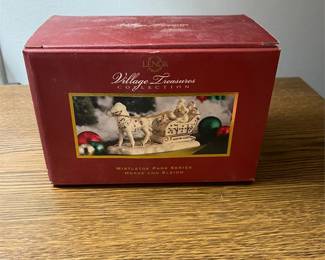 LENOX
Village Treasures
COLLECTION
MISTLETOE PARK SERIES
HORSE AND SLEIGH